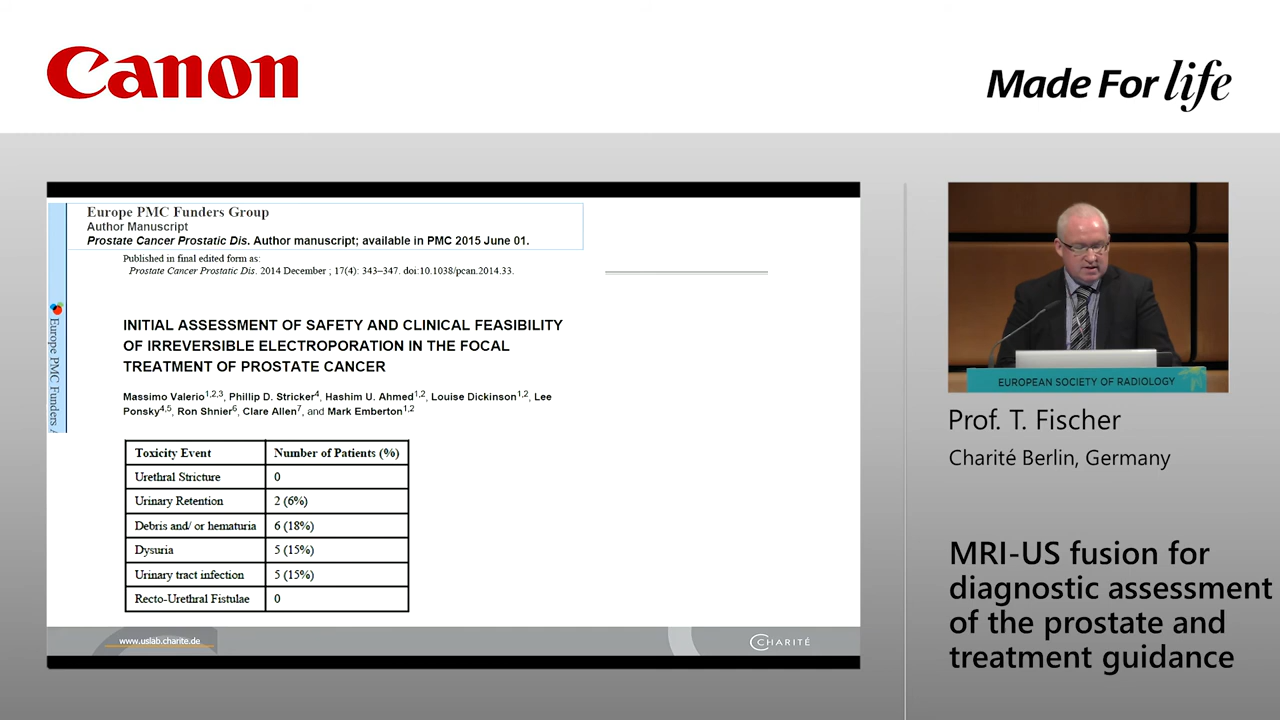 Canon
Made For life
Europe PMC Funders Group
Author Manuscript
Prostate Cancer Prostatic Dis. Author manuscript; available in PMC 2015 June 01.
Published in final edited form as:
Prostate Cancer Prostatic Dis. 2014 December ; 17(4): 343–347. doi:10.1038/pcan.2014.33.
Europe PMC Funders
INITIAL ASSESSMENT OF SAFETY AND CLINICAL FEASIBILITY
OF IRREVERSIBLE ELECTROPORATION IN THE FOCAL
TREATMENT OF PROSTATE CANCER
Massimo Valerio1,2,3, Phillip D. Stricker4, Hashim U. Ahmed1,2, Louise Dickinson1,2, Lee
Ponsky4,5, Ron Shnier6, Clare Allen7, and Mark Emberton1,2
Toxicity Event Number of Patients (%)
Urethral Stricture 0
Urinary Retention 2 (6%)
Debris and/ or hematuria 6 (18%)
Dysuria 5 (15%)
Urinary tract infection 5 (15%)
Recto-Urethral Fistulae 0
www.uslab.charite.de
CHARITÉ
EUROPEAN SOCIETY OF RADIOLOGY
Prof. T. Fischer
Charité Berlin, Germany
MRI-US fusion for
diagnostic assessment
of the prostate and
treatment guidance